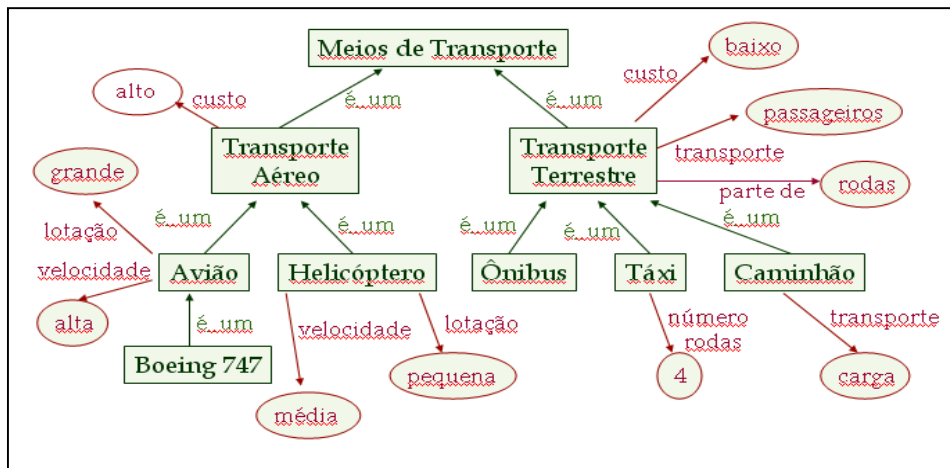 Meios de Transporte
baixo
custo
alto
custo
é_um
é_um
passageiros
Transporte
Aéreo
Transporte
Terrestre
transporte
grande
parte de
rodas
é_um
é_um
é_um
é_um
é_um
lotação
velocidade
Avião
Helicóptero
Ônibus
Táxi
Caminhão
alta
é_um
velocidade
lotação
número
rodas
transporte
Boeing 747
pequena
4
carga
média